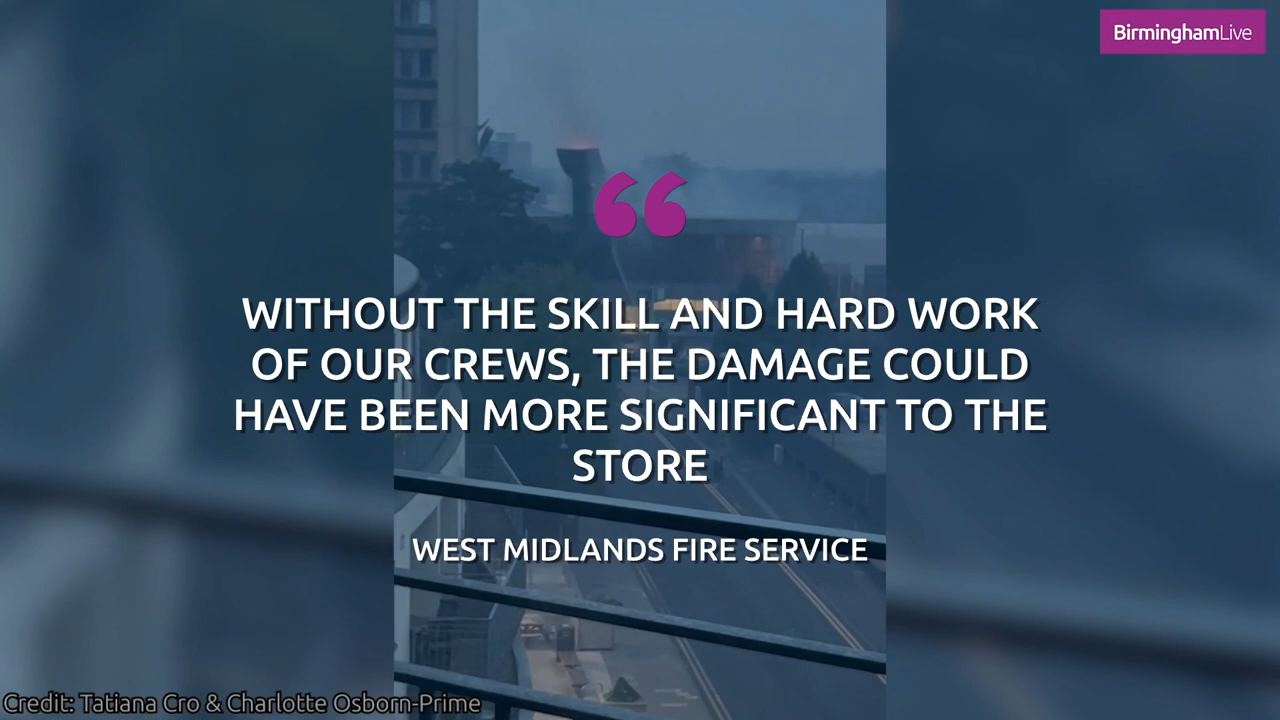 BirminghamLive
“
WITHOUT THE SKILL AND HARD WORK
OF OUR CREWS, THE DAMAGE COULD
HAVE BEEN MORE SIGNIFICANT TO THE
STORE
WEST MIDLANDS FIRE SERVICE
Credit: Tatiana Cro & Charlotte Osborn-Prime